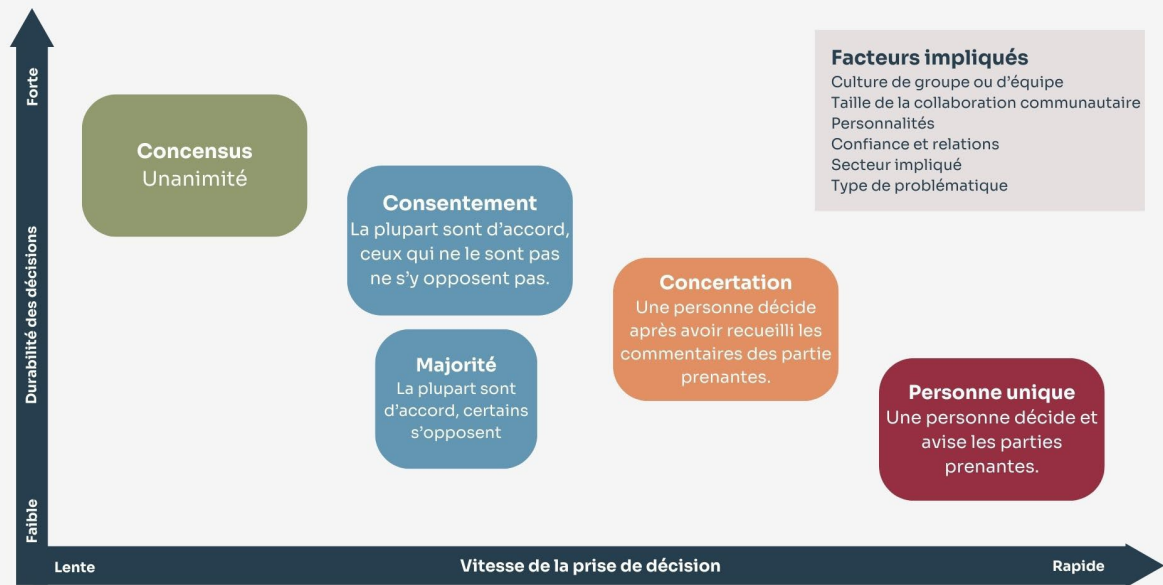 Forte
Durabilité des décisions
Faible
Concensus
Unanimité
Consentement
La plupart sont d'accord,
ceux qui ne le sont pas
ne s'y opposent pas.
Majorité
La plupart sont
d'accord, certains
s'opposent
Concertation
Une personne décide
après avoir recueilli les
commentaires des partie
prenantes.
Personne unique
Une personne décide et
avise les parties
prenantes.
Facteurs impliqués
Culture de groupe ou d'équipe
Taille de la collaboration communautaire
Personnalités
Confiance et relations
Secteur impliqué
Type de problématique
Lente
Vitesse de la prise de décision
Rapide